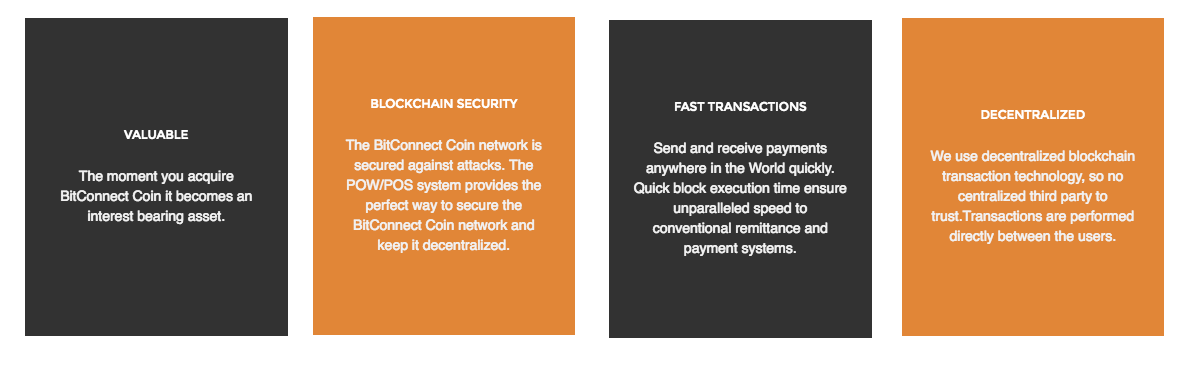 VALUABLE
The moment you acquire
BitConnect Coin it becomes an
interest bearing asset.
BLOCKCHAIN SECURITY
The BitConnect Coin network is
secured against attacks. The
POW/POS system provides the
perfect way to secure the
BitConnect Coin network and
keep it decentralized.
FAST TRANSACTIONS
Send and receive payments
anywhere in the World quickly.
Quick block execution time ensure
unparalleled speed to
conventional remittance and
payment systems.
DECENTRALIZED
We use decentralized blockchain
transaction technology, so no
centralized third party to
trust.Transactions are performed
directly between the users.